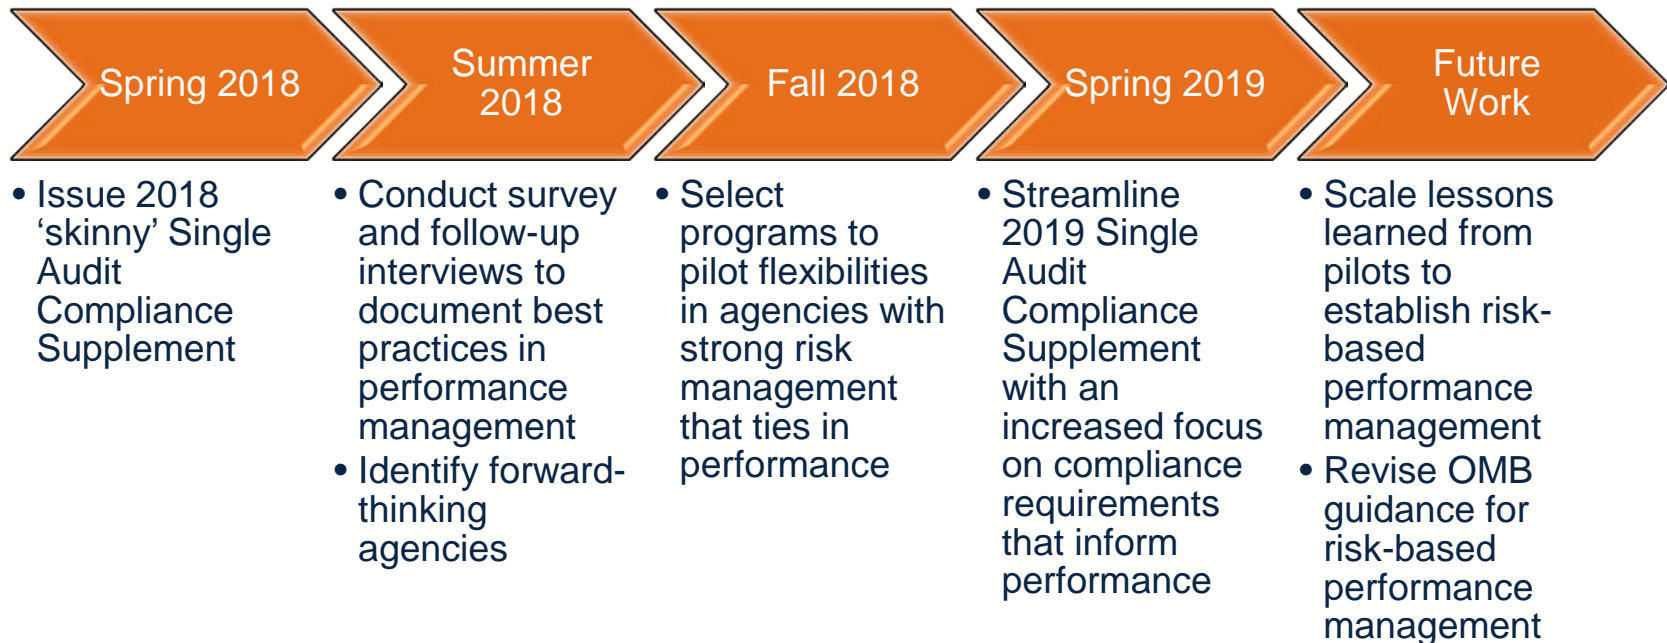 Spring 2018
• Issue 2018
‘skinny’ Single
Audit
Compliance
Supplement
Summer
2018
• Conduct survey
and follow-up
interviews to
document best
practices in
performance
management
• Identify forward-
thinking
agencies
Fall 2018
• Select
programs to
pilot flexibilities
in agencies with
strong risk
management
that ties in
performance
Spring 2019
• Streamline
2019 Single
Audit
Compliance
Supplement
with an
increased focus
on compliance
requirements
that inform
performance
Future
Work
• Scale lessons
learned from
pilots to
establish risk-
based
performance
management
• Revise OMB
guidance for
risk-based
performance
management